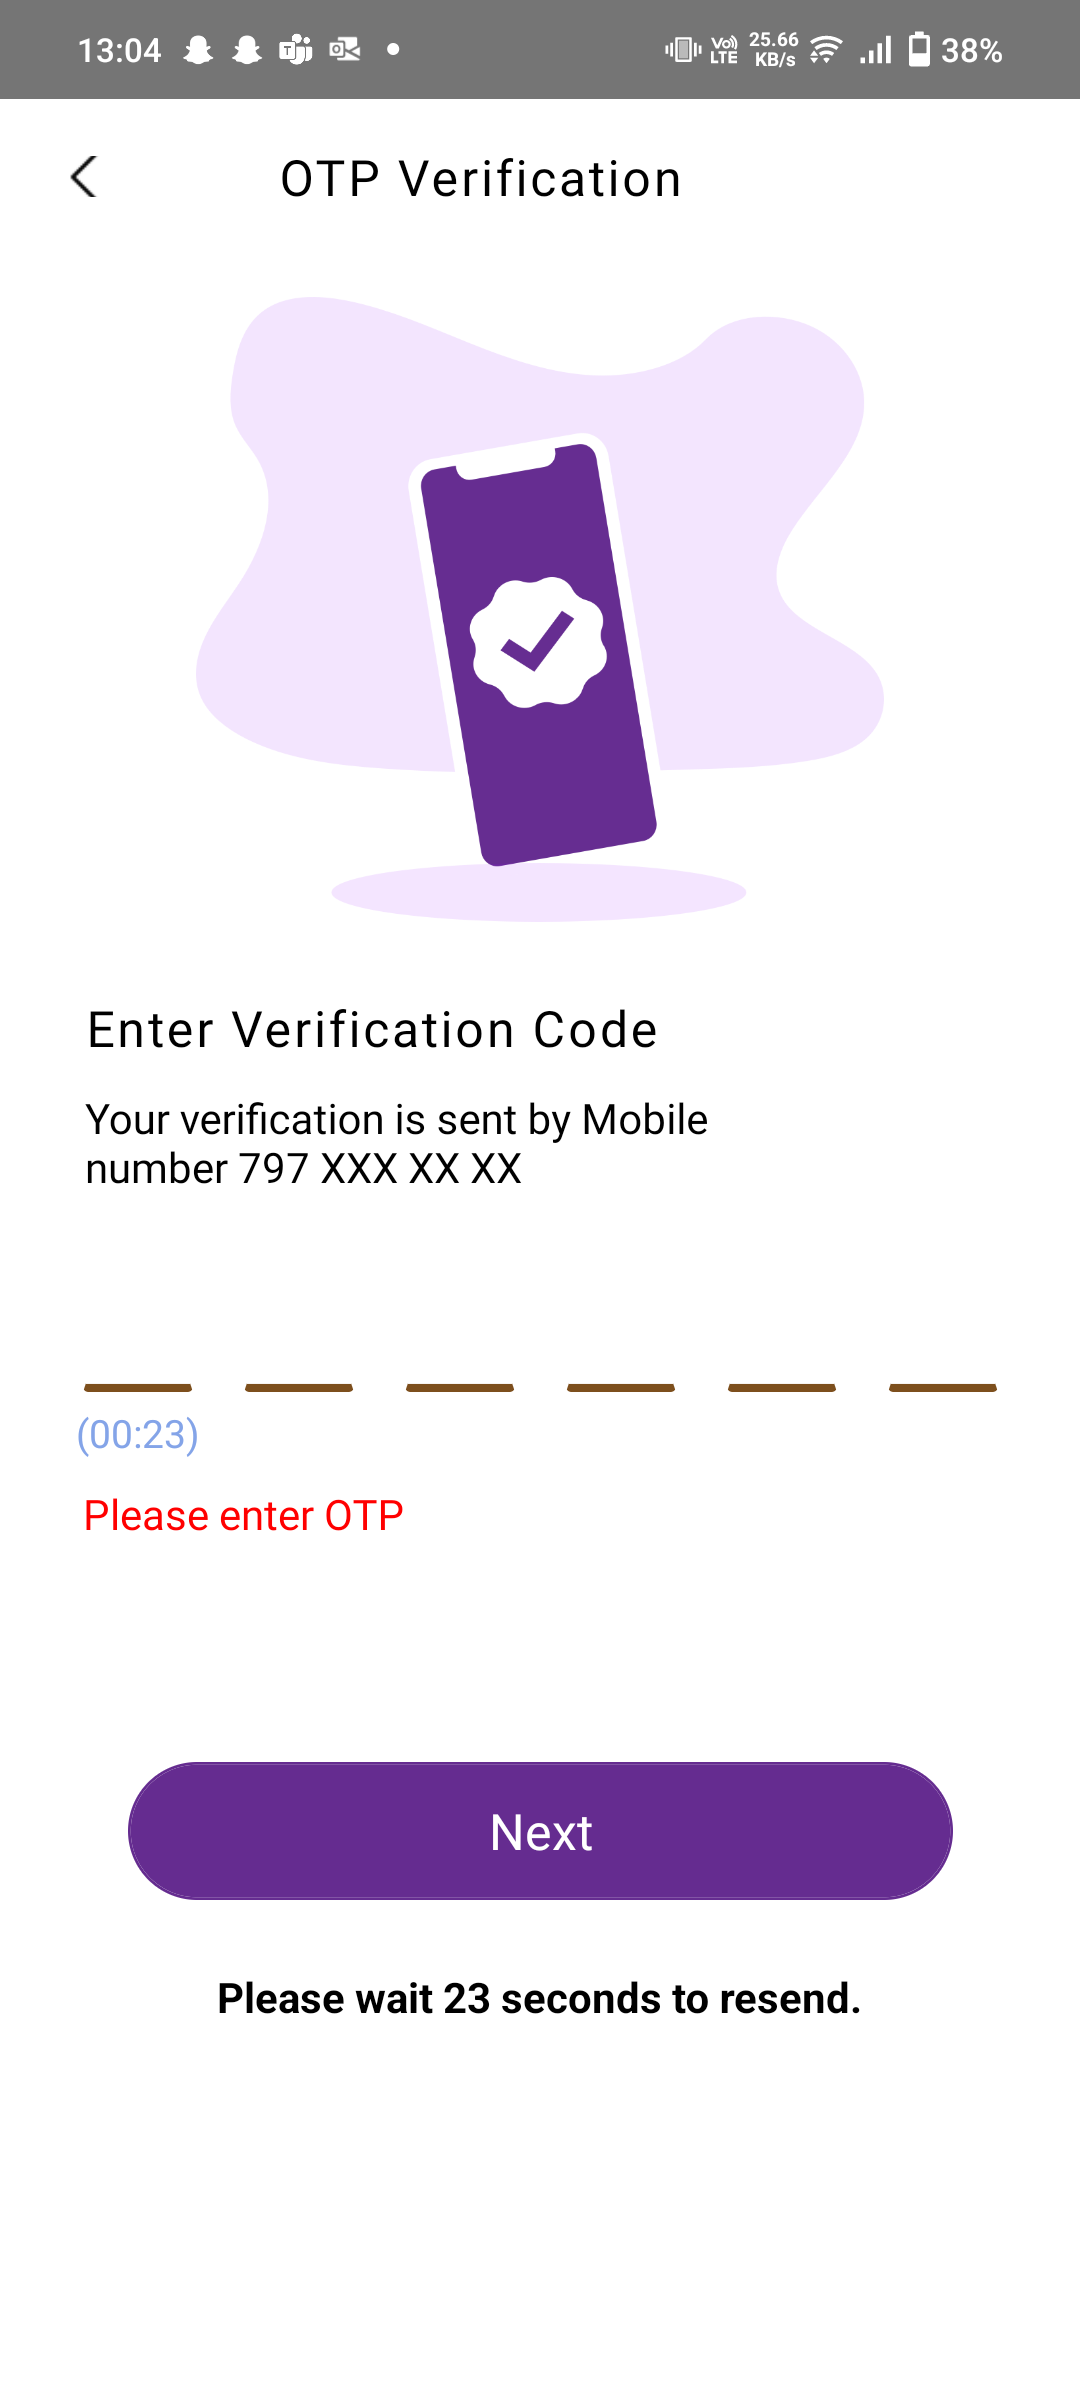 13:04
Vo))
LTE
25.66
KB/s
38%
OTP Verification
Enter Verification Code
Your verification is sent by Mobile
number 797 XXX XX XX
(00:23)
Please enter OTP
Next
Please wait 23 seconds to resend.